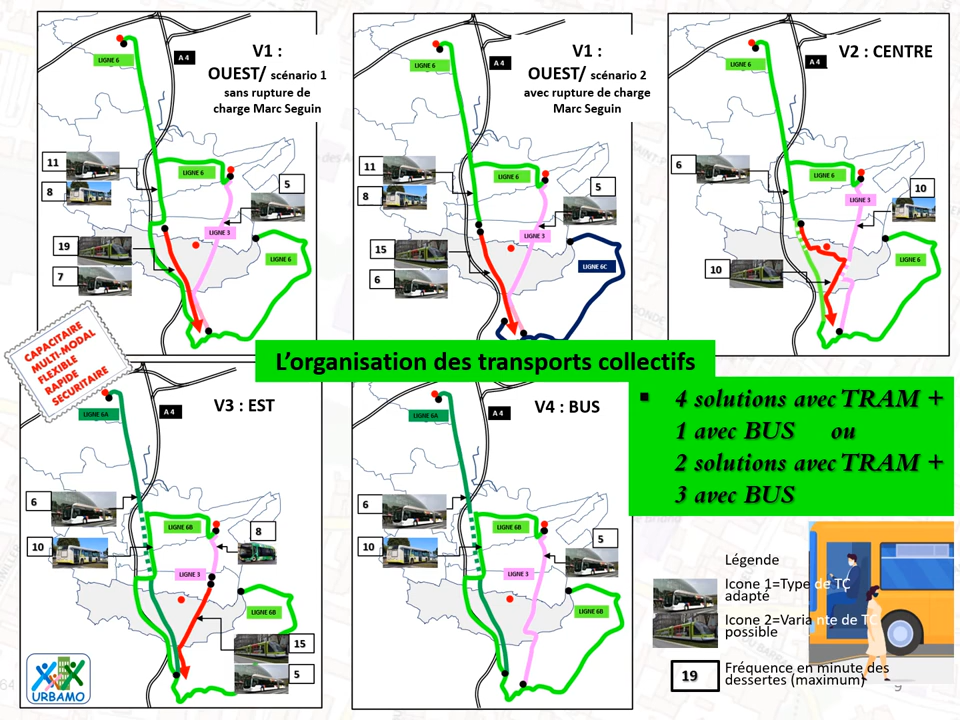 V1 :
OUEST/ scénario 1
sans rupture de
charge Marc Seguin
A 4
LIGNE 6
LIGNE 6
11
8
5
LIGNE 3
19
7
LIGNE 6
V1 :
OUEST/ scénario 2
avec rupture de charge
Marc Seguin
A 4
LIGNE 6
LIGNE 6
11
8
5
LIGNE 3
15
6
LIGNE 6C
V2 : CENTRE
A 4
LIGNE 6
LIGNE 6
6
10
LIGNE 3
10
LIGNE 6
CAPACITAIRE
MULTI-MODAL
FLEXIBLE
RAPIDE
SECURITAIRE
L’organisation des transports collectifs
V3 : EST
A 4
LIGNE 6A
6
LIGNE 6B
8
10
LIGNE 3
LIGNE 6B
15
5
URBAMO
V4 : BUS
A 4
LIGNE 6A
6
LIGNE 6B
5
10
LIGNE 3
LIGNE 6B
▪ 4 solutions avec TRAM +
1 avec BUS ou
2 solutions avec TRAM +
3 avec BUS
Légende
Icone 1=Type de TC
adapté
Icone 2=Varia nte de TC
possible
19
Fréquence en minute des
dessertes (maximum)